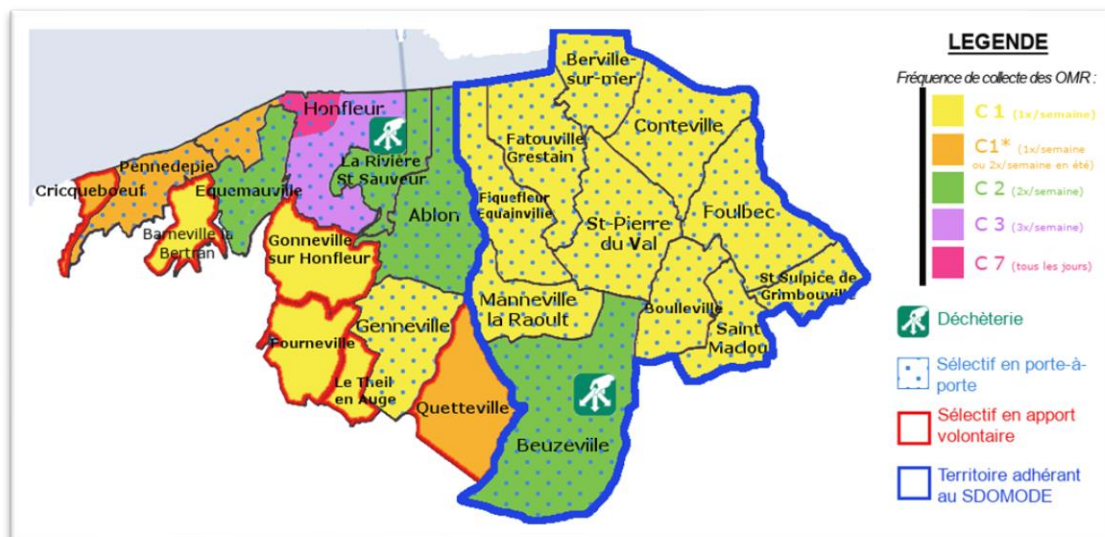 Berville-
sur-mer
Honfleur
Conteville
Fatouville
Grestain
La Rivière
St Sauveur
Pennedepie
Cricqueboeuf
Equemauville
Fiquefleur
Equainville
Ablon
Foulbec
St-Pierre
du Val
Barneville la
Bertran
Gonneville
sur Honfleur
St Sulpice de
Grimbouville
Manneville
la Raoult
Boulleville
Saint
Maclou
Genneville
Fourneville
Le Theil
en Auge
Quetteville
Beuzeville
LEGENDE
Fréquence de collecte des OMR :
C 1 (1x/semaine)
C1* (1x/semaine
ou 2x/semaine en été)
C 2 (2x/semaine)
C 3 (3x/semaine)
C 7 (tous les jours)
Déchèterie
Sélectif en porte-à-
porte
Sélectif en apport
volontaire
Territoire adhérant
au SDOMODE